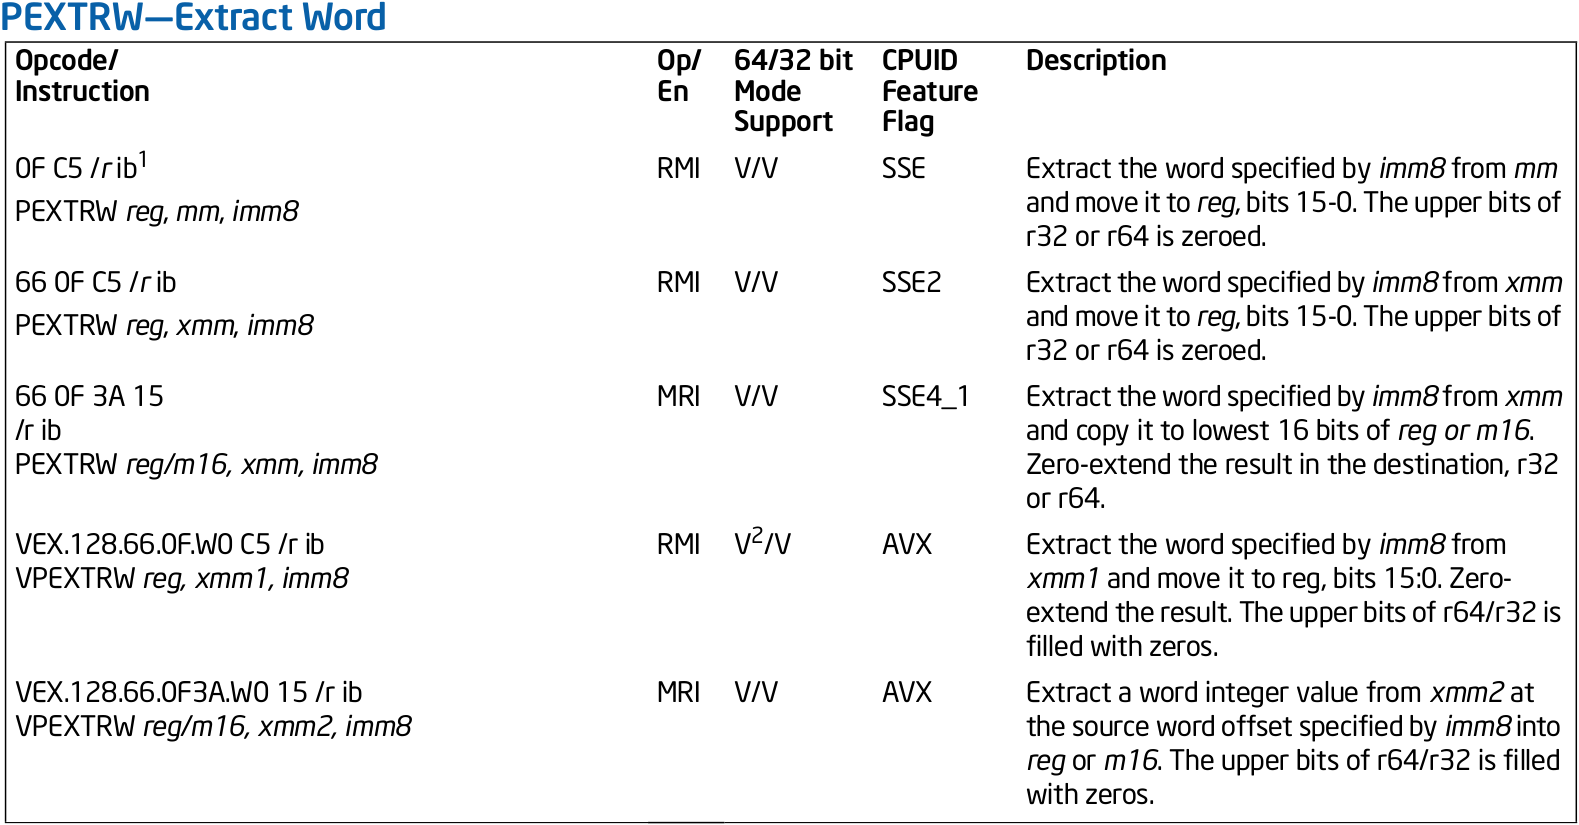 PEXTRW—Extract Word
Opcode/ Op/ 64/32 bit CPUID Description
Instruction En Mode Feature
Support Flag
0F C5 /r ib1 RMI V/V SSE Extract the word specified by imm8 from mm
PEXTRW reg, mm, imm8 and move it to reg, bits 15-0. The upper bits of
r32 or r64 is zeroed.
66 0F C5 /r ib RMI V/V SSE2 Extract the word specified by imm8 from xmm
PEXTRW reg, xmm, imm8 and move it to reg, bits 15-0. The upper bits of
r32 or r64 is zeroed.
66 0F 3A 15 MRI V/V SSE4_1 Extract the word specified by imm8 from xmm
/r ib and copy it to lowest 16 bits of reg or m16.
PEXTRW reg/m16, xmm, imm8 Zero-extend the result in the destination, r32
or r64.
VEX.128.66.0F.W0 C5 /r ib RMI V2/V AVX Extract the word specified by imm8 from
VPEXTRW reg, xmm1, imm8 xmm1 and move it to reg, bits 15:0. Zero-
extend the result. The upper bits of r64/r32 is
filled with zeros.
VEX.128.66.0F3A.W0 15 /r ib MRI V/V AVX Extract a word integer value from xmm2 at
VPEXTRW reg/m16, xmm2, imm8 the source word offset specified by imm8 into
reg or m16. The upper bits of r64/r32 is filled
with zeros.